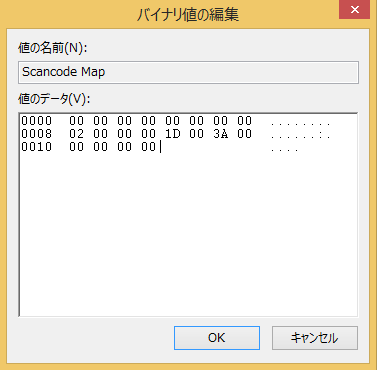 バイナリ値の編集
値の名前(N):
Scancode Map
値のデータ(V):
0000 00 00 00 00 00 00 00 00 ........
0008 02 00 00 00 1D 00 3A 00 ......:.
0010 00 00 00 00 ....
OK キャンセル